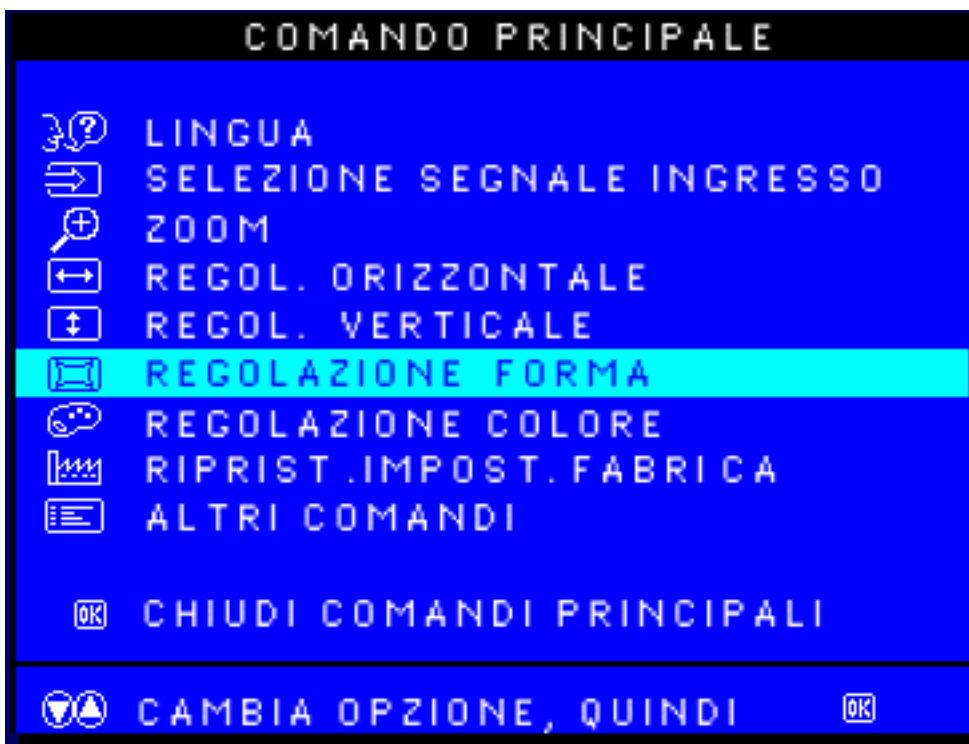 COMANDO PRINCIPALE
LINGUA
SELEZIONE SEGNALE INGRESSO
ZOOM
REGOL. ORIZZONTALE
REGOL. VERTICALE
REGOLAZIONE FORMA
REGOLAZIONE COLORE
RIPRIST.IMPOST.FABRICA
ALTRI COMANDI
OK CHIUDI COMANDI PRINCIPALI
CAMBIA OPZIONE, QUINDI OK